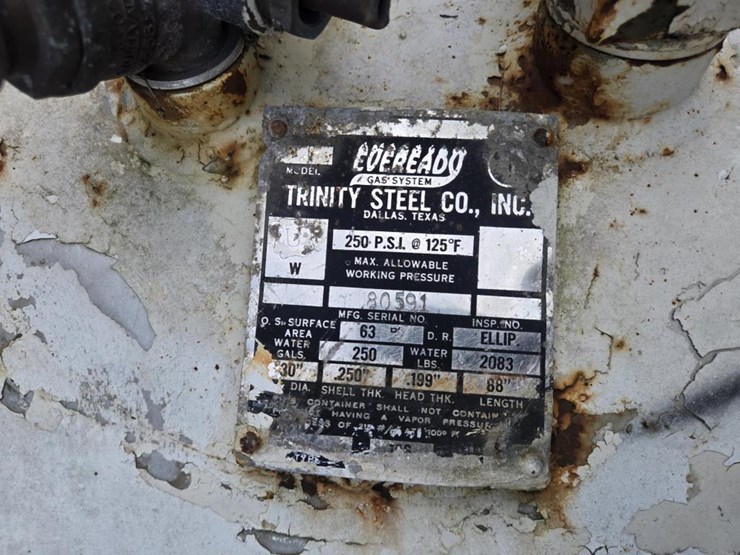 MODEL
EVEREADY
GAS SYSTEM
TRINITY STEEL CO., INC.
DALLAS, TEXAS
U
W
250 P.S.I. @ 125°F
MAX. ALLOWABLE
WORKING PRESSURE
80591
MFG. SERIAL NO.
INSP. NO.
O. S. SURFACE
AREA
63
D. R.
ELLIP.
WATER
GALS.
250
WATER
LBS.
2083
30"
.250"
.199"
88"
DIA.
SHELL THK.
HEAD THK.
LENGTH
CONTAINER SHALL NOT CONTAIN
HAVING A VAPOR PRESSURE
100° F
TYPE